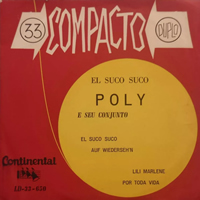 33 COMPACTO DUPLO
EL SUCO SUCO
POLY
E SEU CONJUNTO
EL SUCO SUCO
AUF WIEDERSEH'N
Continental
LILI MARLENE
POR TODA VIDA